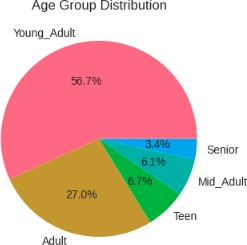 Age Group Distribution
Young_Adult
56.7%
3.4%
Senior
6.1%
Mid_Adult
6.7%
27.0%
Teen
Adult